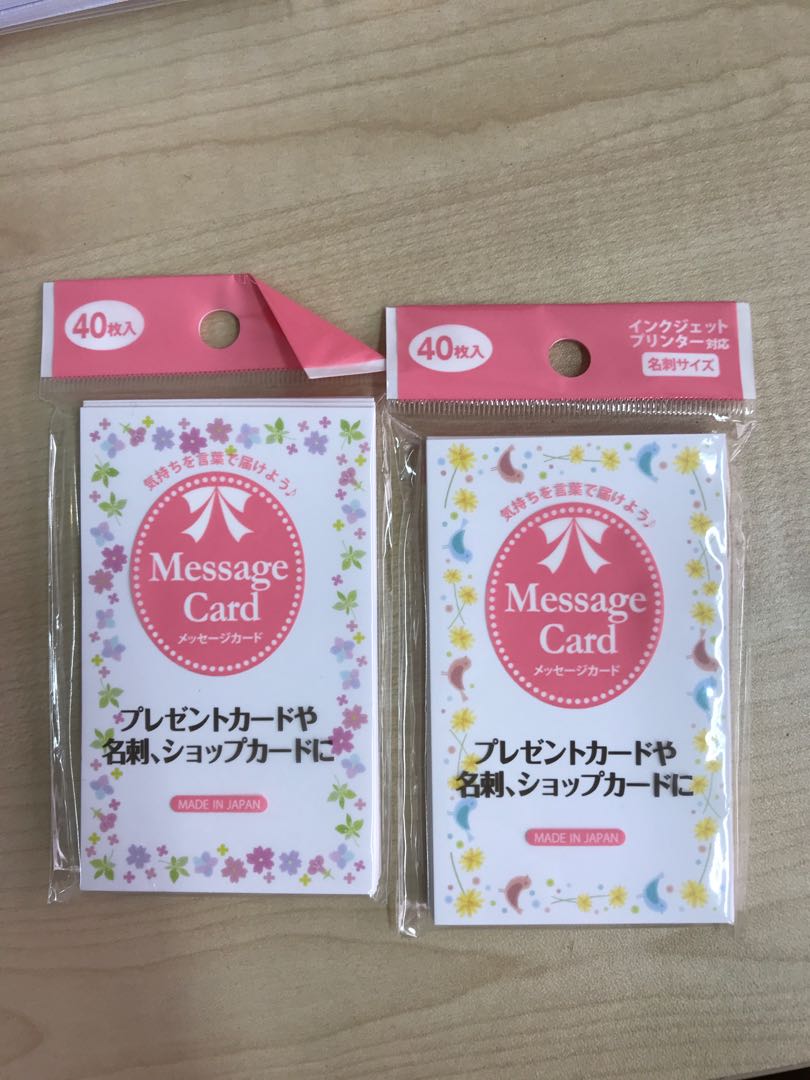 40枚入
気持ちを言葉で届けよう♪
Message
Card
メッセージカード
プレゼントカードや
名刺、ショップカードに
MADE IN JAPAN
40枚入
インクジェット
プリンター対応
名刺サイズ
気持ちを言葉で届けよう♪
Message
Card
メッセージカード
プレゼントカードや
名刺、ショップカードに
MADE IN JAPAN